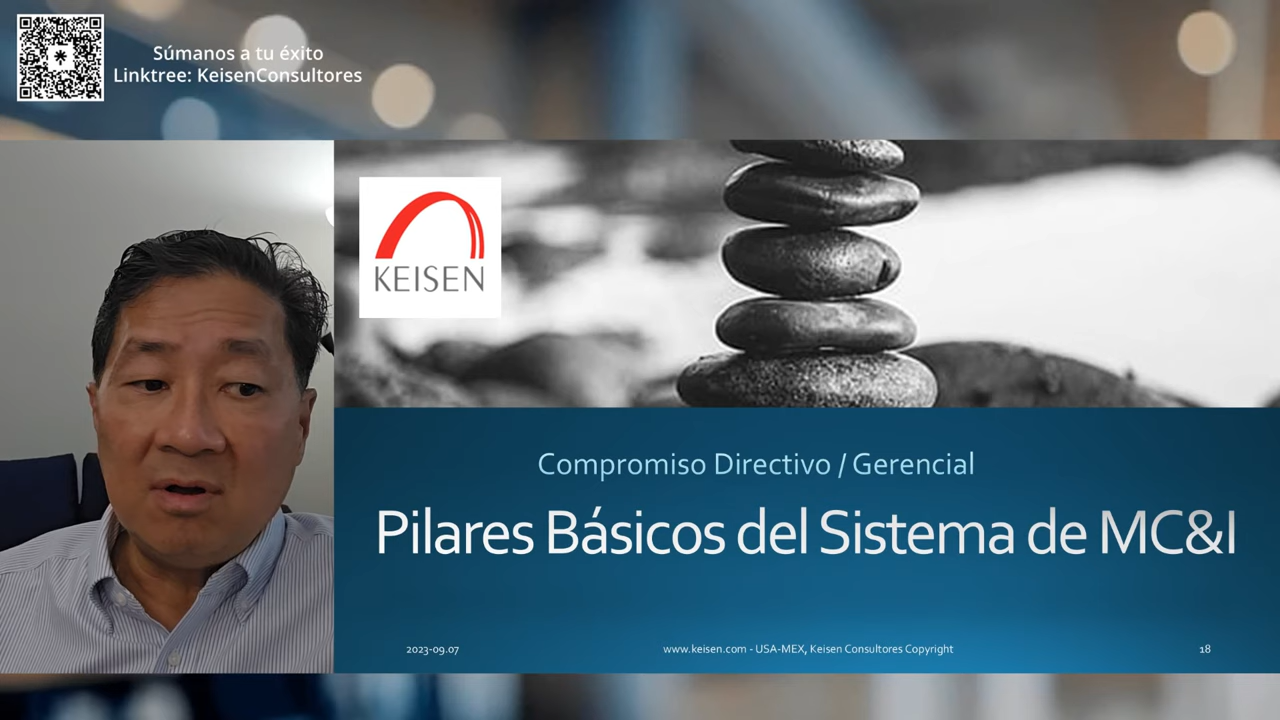 Súmanos a tu éxito
Linktree: KeisenConsultores
KEISEN
Compromiso Directivo / Gerencial
Pilares Básicos del Sistema de MC&I
2023-09.07
www.keisen.com - USA-MEX, Keisen Consultores Copyright
18